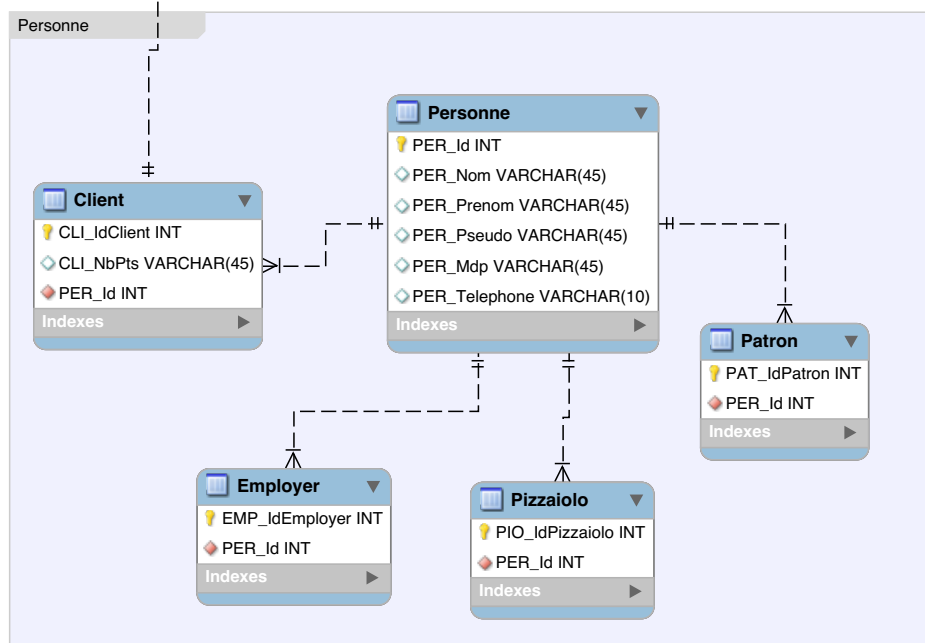 Personne
Personne
PER_Id INT
PER_Nom VARCHAR(45)
PER_Prenom VARCHAR(45)
PER_Pseudo VARCHAR(45)
PER_Mdp VARCHAR(45)
PER_Telephone VARCHAR(10)
Indexes
Client
CLI_IdClient INT
CLI_NbPts VARCHAR(45)
PER_Id INT
Indexes
Patron
PAT_IdPatron INT
PER_Id INT
Indexes
Employer
EMP_IdEmployer INT
PER_Id INT
Indexes
Pizzaiolo
PIO_IdPizzaiolo INT
PER_Id INT
Indexes